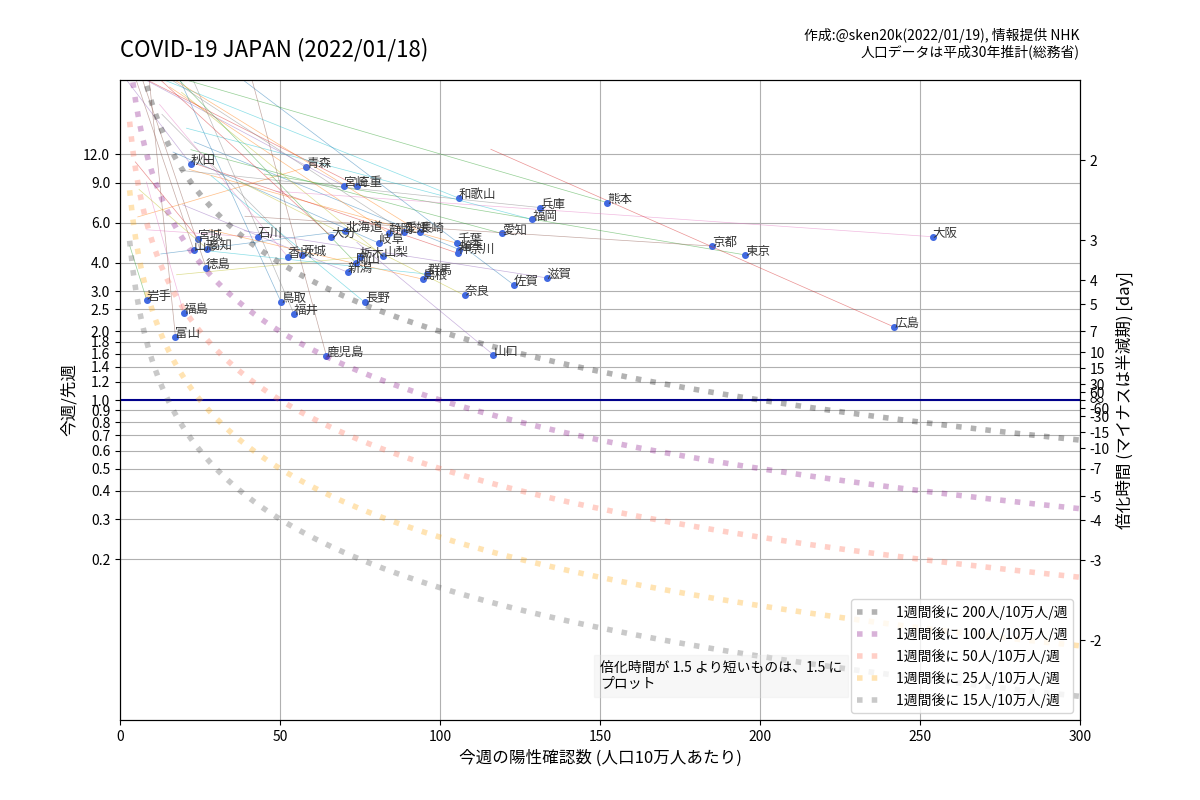 COVID-19 JAPAN (2022/01/18)
作成:@sken20k(2022/01/19), 情報提供 NHK
人口データは平成30年推計(総務省)
今週/先週
12.0
9.0
6.0
4.0
3.0
2.5
2.0
1.8
1.6
1.4
1.2
1.0
0.9
0.8
0.7
0.6
0.5
0.4
0.3
0.2
秋田
青森
宮崎
三重
和歌山
兵庫
熊本
福岡
宮城
高知
石川
大分
北海道
静岡
愛媛
長崎
愛知
大阪
岐阜
千葉
神奈川
京都
東京
香川
茨城
栃木
山梨
岡山
徳島
新潟
群馬
島根
佐賀
滋賀
奈良
岩手
福島
鳥取
福井
長野
富山
鹿児島
山口
広島
2
3
4
5
7
10
15
30
60
∞
-60
-30
-15
-10
-7
-5
-4
-3
-2
倍化時間 (マイナスは半減期) [day]
倍化時間が 1.5 より短いものは、1.5 に
プロット
1週間後に 200人/10万人/週
1週間後に 100人/10万人/週
1週間後に 50人/10万人/週
1週間後に 25人/10万人/週
1週間後に 15人/10万人/週
0 50 100 150 200 250 300
今週の陽性確認数 (人口10万人あたり)